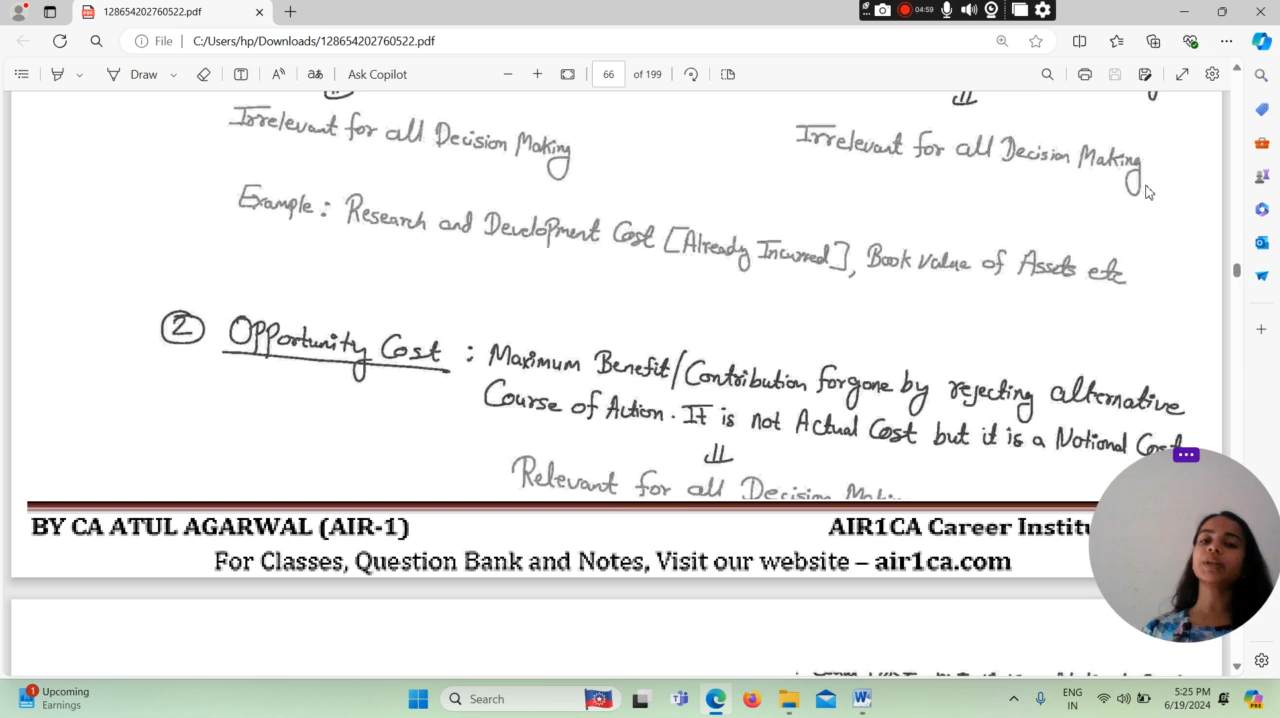 128654202760522.pdf
04:59
File
C:/Users/hp/Downloads/128654202760522.pdf
Draw
Ask Copilot
66 of 199
Irrelevant for all Decision Making
Irrelevant for all Decision Making
Example: Research and Development Cost [Already Incurred], Book value of Assets etc
② Opportunity Cost : Maximum Benefit/Contribution forgone by rejecting alternative
Course of Action. It is not Actual Cost but it is a Notional Cost
Relevant for all Decision
BY CA ATUL AGARWAL (AIR-1)
AIR1CA Career
For Classes, Question Bank and Notes, Visit our website – air1ca.com
1
Upcoming
Earnings
Search
ENG
IN
5:25 PM
6/19/2024